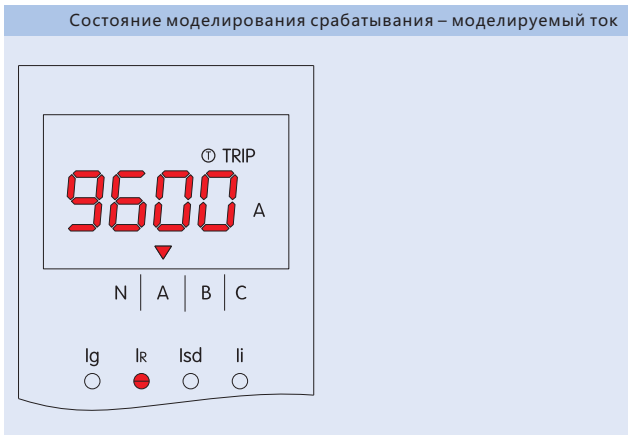 Состояние моделирования срабатывания – моделируемый ток
Ⓣ TRIP
9600 A
N A B C
Ig IR Isd Ii